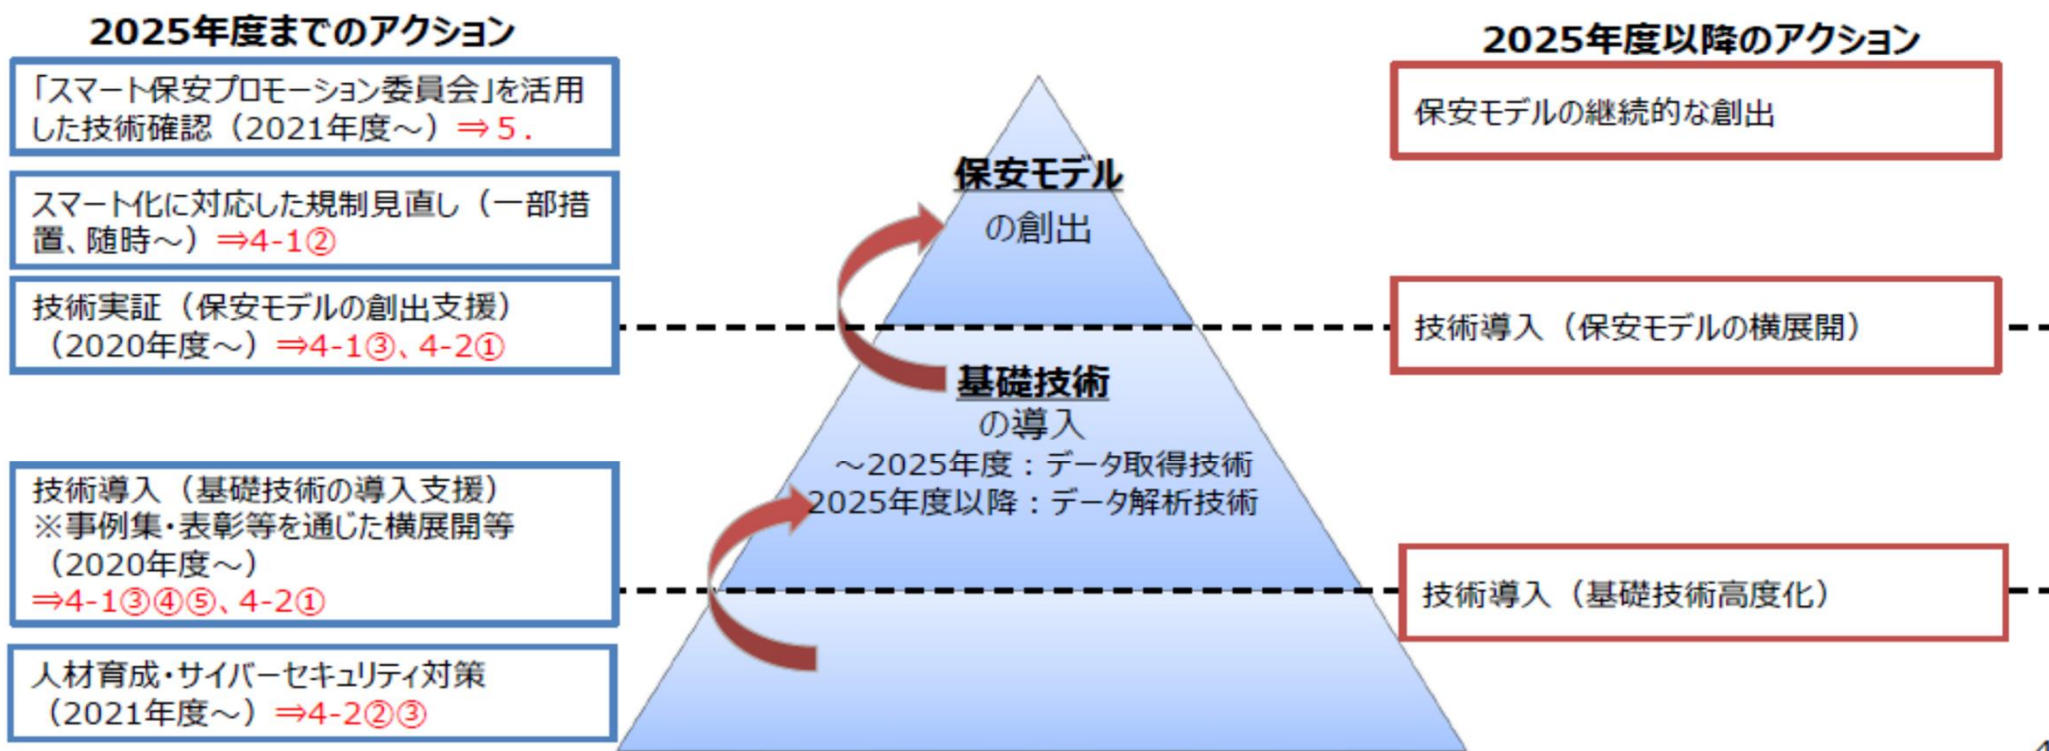 2025年度までのアクション
「スマート保安プロモーション委員会」を活用
した技術確認（2021年度～）⇒５.
スマート化に対応した規制見直し（一部措
置、随時～）⇒4-1②
技術実証（保安モデルの創出支援）
（2020年度～）⇒4-1③、4-2①
技術導入（基礎技術の導入支援）
※事例集・表彰等を通じた横展開等
（2020年度～）
⇒4-1③④⑤、4-2①
人材育成・サイバーセキュリティ対策
（2021年度～）⇒4-2②③
保安モデル
の創出
基礎技術
の導入
～2025年度：データ取得技術
2025年度以降：データ解析技術
2025年度以降のアクション
保安モデルの継続的な創出
技術導入（保安モデルの横展開）
技術導入（基礎技術高度化）